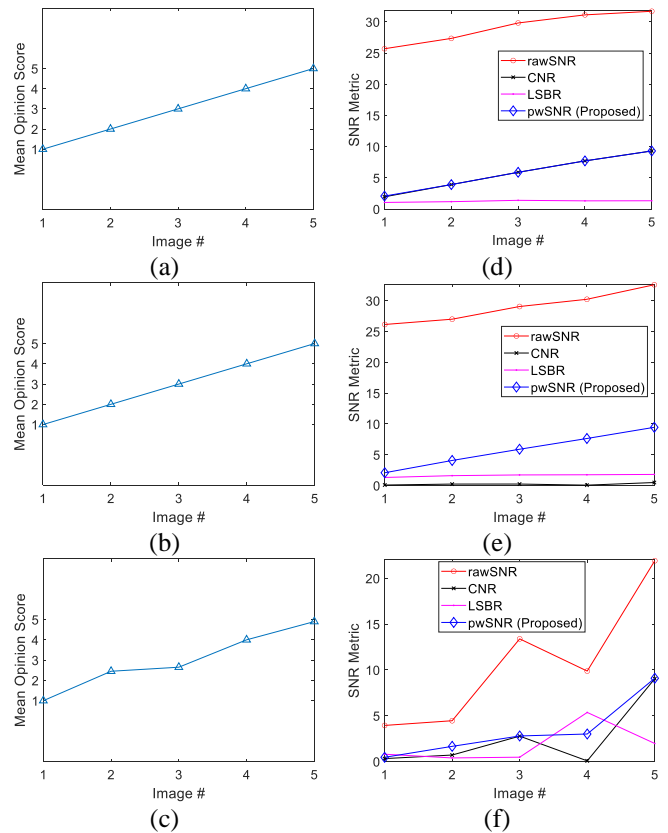 Mean Opinion Score
5
4
3
2
1
1 2 3 4 5
Image #
(a)
SNR Metric
30
25
20
15
10
5
0
rawSNR
CNR
LSBR
pwSNR (Proposed)
1 2 3 4 5
Image #
(d)
Mean Opinion Score
5
4
3
2
1
1 2 3 4 5
Image #
(b)
SNR Metric
30
25
20
15
10
5
0
rawSNR
CNR
LSBR
pwSNR (Proposed)
1 2 3 4 5
Image #
(e)
Mean Opinion Score
5
4
3
2
1
1 2 3 4 5
Image #
(c)
SNR Metric
20
15
10
5
0
rawSNR
CNR
LSBR
pwSNR (Proposed)
1 2 3 4 5
Image #
(f)